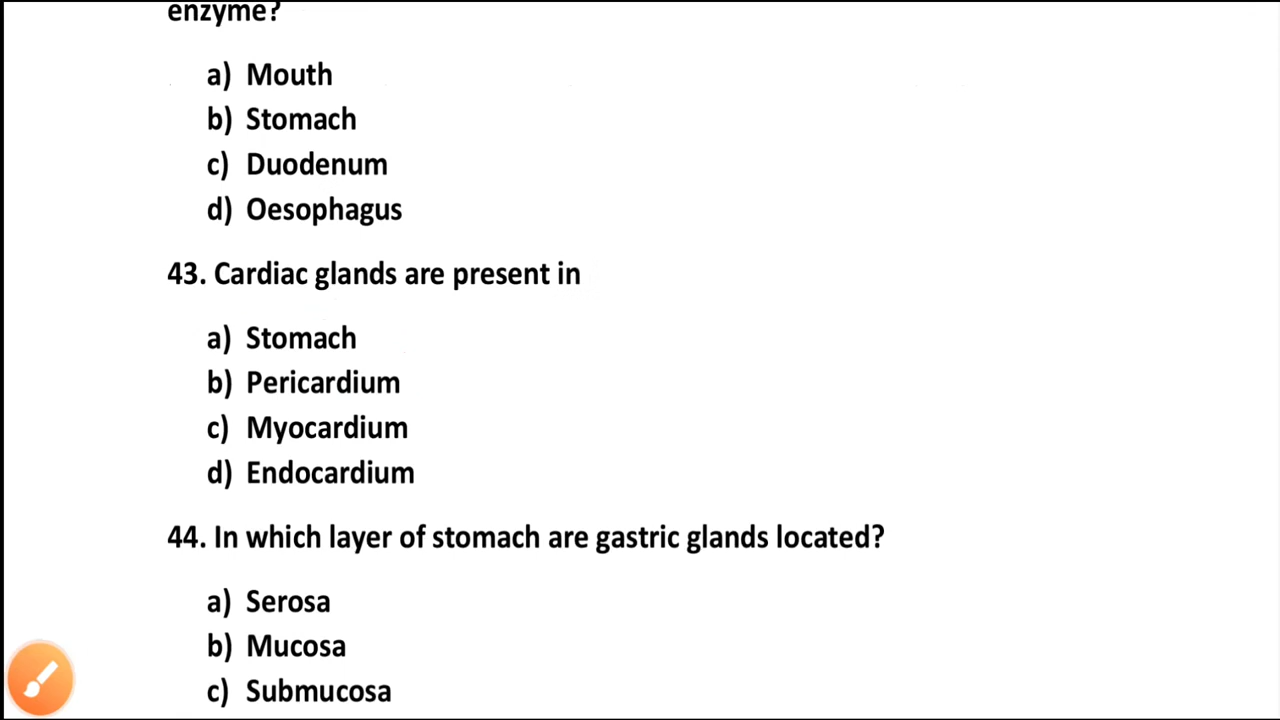 enzyme?
a) Mouth
b) Stomach
c) Duodenum
d) Oesophagus
43. Cardiac glands are present in
a) Stomach
b) Pericardium
c) Myocardium
d) Endocardium
44. In which layer of stomach are gastric glands located?
a) Serosa
b) Mucosa
c) Submucosa